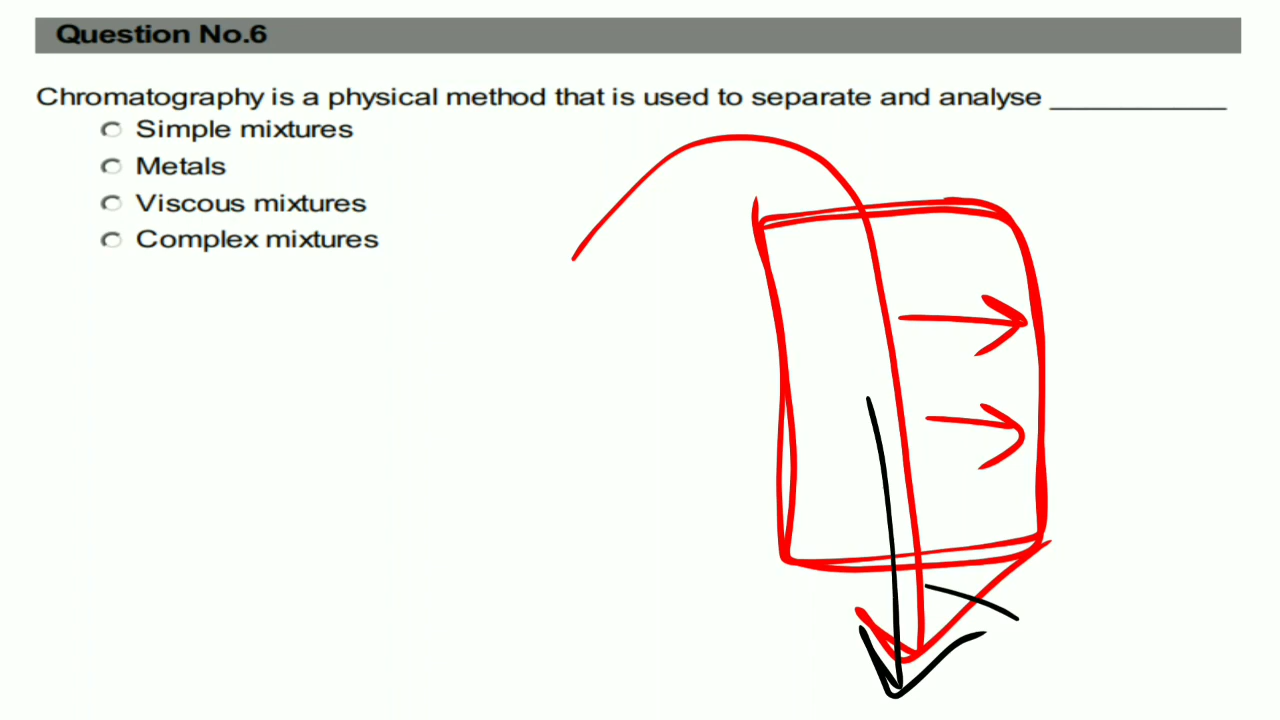 Question No.6
Chromatography is a physical method that is used to separate and analyse ____________
Simple mixtures
Metals
Viscous mixtures
Complex mixtures